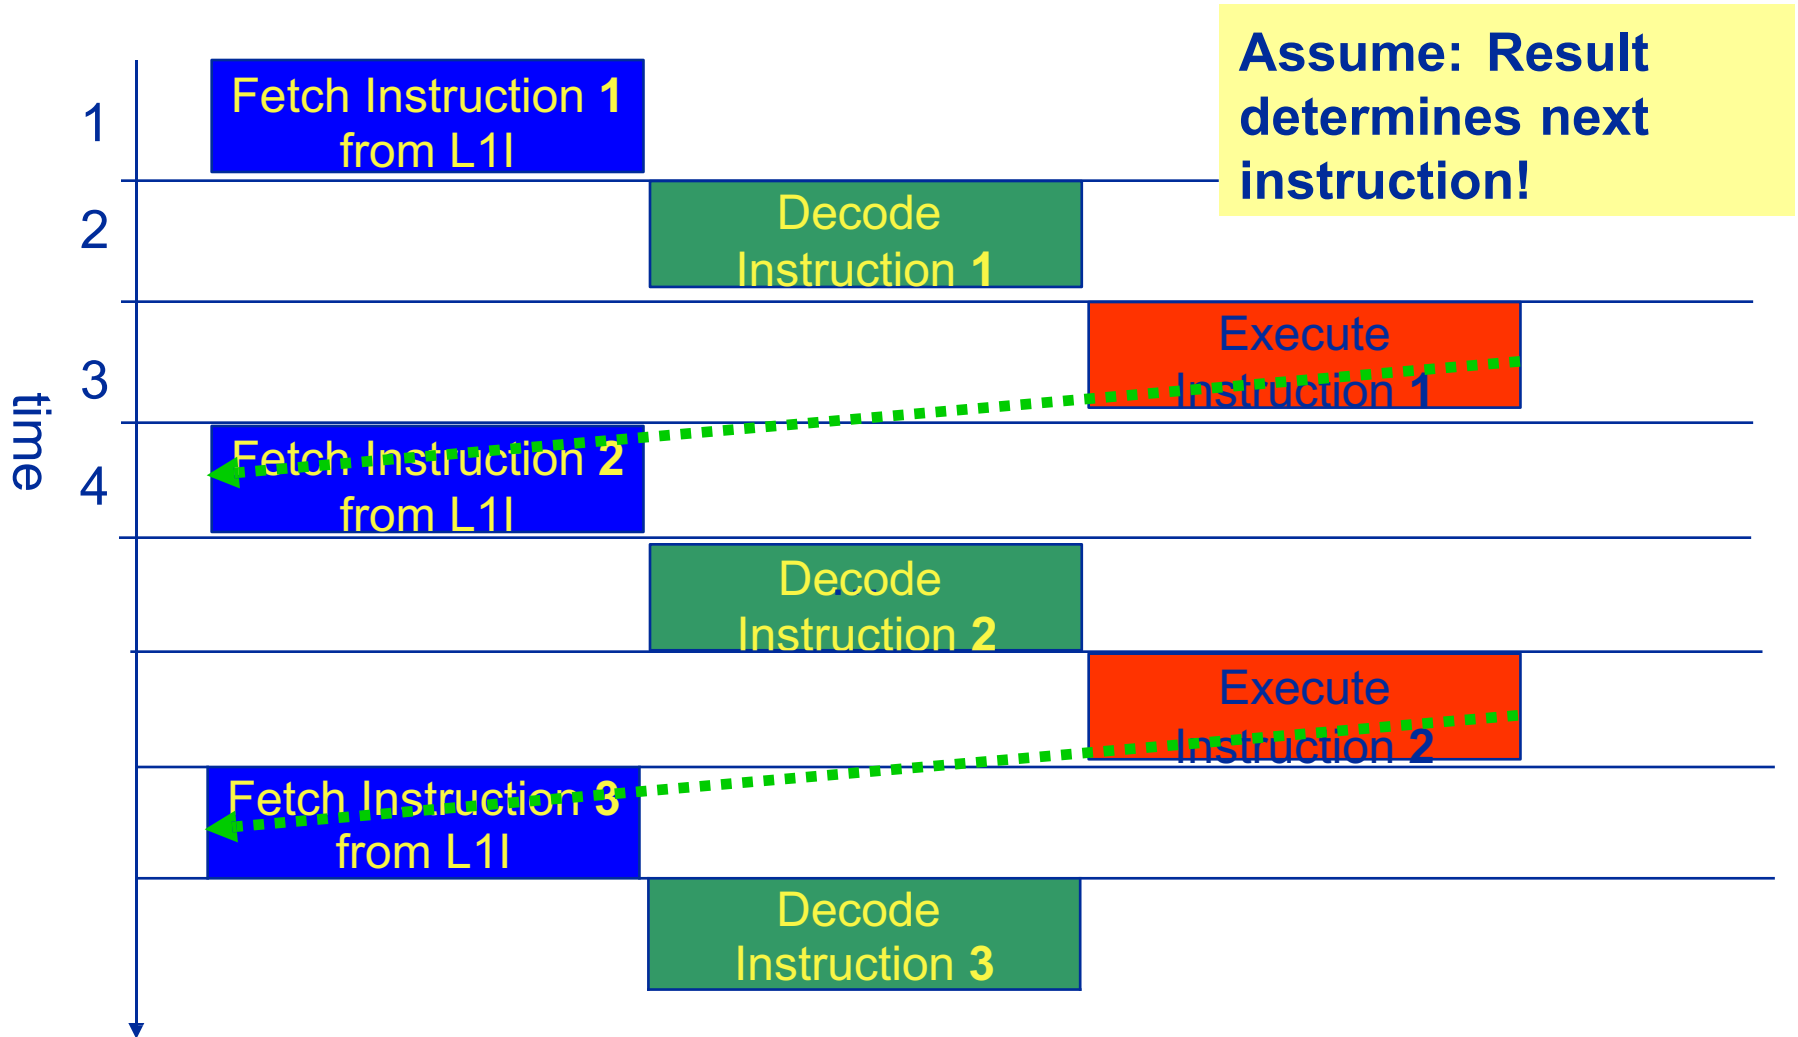 Assume: Result
determines next
instruction!
1
Fetch Instruction 1
from L1I
2
Decode
Instruction 1
3
Execute
Instruction 1
time
4
Fetch Instruction 2
from L1I
Decode
...
Instruction 2
Execute
Instruction 2
Fetch Instruction 3
from L1I
Decode
Instruction 3